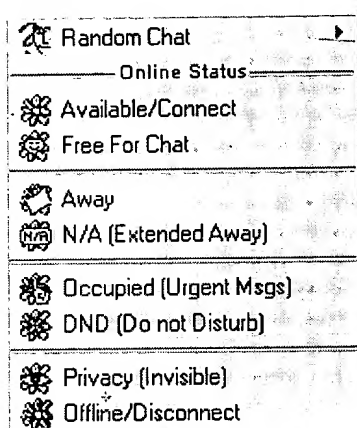 Random Chat
Online Status
Available/Connect
Free For Chat
Away
N/A (Extended Away)
Occupied (Urgent Msgs)
DND (Do not Disturb)
Privacy (Invisible)
Offline/Disconnect